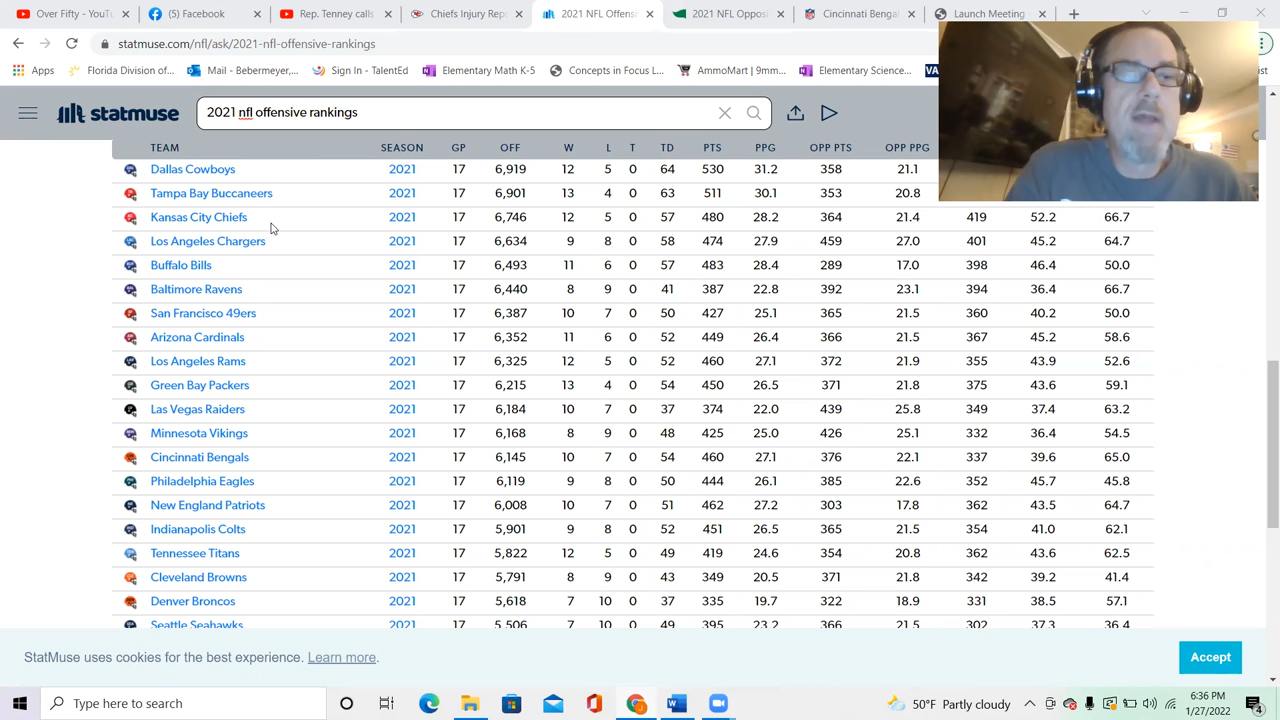 Over Fifty - YouTu
(3) Facebook
Rep. Tenney calls
Chiefs Injury Repo
2021 NFL Offens
2021 NFL Opposi
Cincinnati Bengal
Launch Meeting
statmuse.com/nfl/ask/2021-nfl-offensive-rankings
Apps
Florida Division of...
Mail - Bebermeyer,...
Sign In - TalentEd
Elementary Math K-5
Concepts in Focus L...
AmmoMart | 9mm...
Elementary Science...
VA
statmuse
2021 nfl offensive rankings
TEAM SEASON GP OFF W L T TD PTS PPG OPP PTS OPP PPG
Dallas Cowboys 2021 17 6,919 12 5 0 64 530 31.2 358 21.1
Tampa Bay Buccaneers 2021 17 6,901 13 4 0 63 511 30.1 353 20.8
Kansas City Chiefs 2021 17 6,746 12 5 0 57 480 28.2 364 21.4 419 52.2 66.7
Los Angeles Chargers 2021 17 6,634 9 8 0 58 474 27.9 459 27.0 401 45.2 64.7
Buffalo Bills 2021 17 6,493 11 6 0 57 483 28.4 289 17.0 398 46.4 50.0
Baltimore Ravens 2021 17 6,440 8 9 0 41 387 22.8 392 23.1 394 36.4 66.7
San Francisco 49ers 2021 17 6,387 10 7 0 50 427 25.1 365 21.5 360 40.2 50.0
Arizona Cardinals 2021 17 6,352 11 6 0 52 449 26.4 366 21.5 367 45.2 58.6
Los Angeles Rams 2021 17 6,325 12 5 0 52 460 27.1 372 21.9 355 43.9 52.6
Green Bay Packers 2021 17 6,215 13 4 0 54 450 26.5 371 21.8 375 43.6 59.1
Las Vegas Raiders 2021 17 6,184 10 7 0 37 374 22.0 439 25.8 349 37.4 63.2
Minnesota Vikings 2021 17 6,168 8 9 0 48 425 25.0 426 25.1 332 36.4 54.5
Cincinnati Bengals 2021 17 6,145 10 7 0 54 460 27.1 376 22.1 337 39.6 65.0
Philadelphia Eagles 2021 17 6,119 9 8 0 50 444 26.1 385 22.6 352 45.7 45.8
New England Patriots 2021 17 6,008 10 7 0 51 462 27.2 303 17.8 362 43.5 64.7
Indianapolis Colts 2021 17 5,901 9 8 0 52 451 26.5 365 21.5 354 41.0 62.1
Tennessee Titans 2021 17 5,822 12 5 0 49 419 24.6 354 20.8 362 43.6 62.5
Cleveland Browns 2021 17 5,791 8 9 0 43 349 20.5 371 21.8 342 39.2 41.4
Denver Broncos 2021 17 5,618 7 10 0 37 335 19.7 322 18.9 331 38.5 57.1
Seattle Seahawks 2021 17 5,506 7 10 0 49 395 23.2 366 21.5 302 37.3 36.4
StatMuse uses cookies for the best experience. Learn more.
Accept
Type here to search
50°F Partly cloudy
6:36 PM
1/27/2022
4